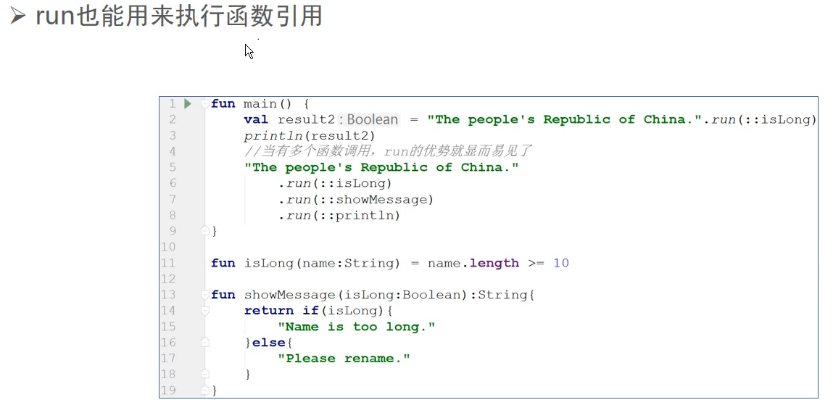 ➢ run也能用来执行函数引用
1 fun main() {
2     val result2 : Boolean = "The people's Republic of China.".run(::isLong)
3     println(result2)
4     //当有多个函数调用，run的优势就显而易见了
5     "The people's Republic of China."
6         .run(::isLong)
7         .run(::showMessage)
8         .run(::println)
9 }
10
11 fun isLong(name:String) = name.length >= 10
12
13 fun showMessage(isLong:Boolean):String{
14     return if(isLong){
15         "Name is too long."
16     }else{
17         "Please rename."
18     }
19 }